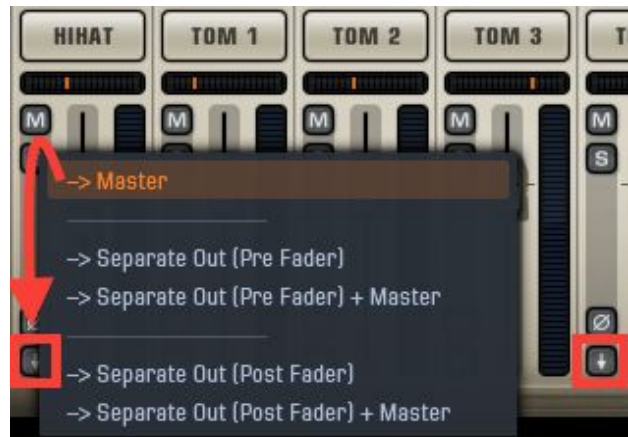 HIHAT TOM 1 TOM 2 TOM 3 T
M M M M M
S
–> Master
–> Separate Out (Pre Fader)
–> Separate Out (Pre Fader) + Master
Ø Ø
–> Separate Out (Post Fader)
–> Separate Out (Post Fader) + Master